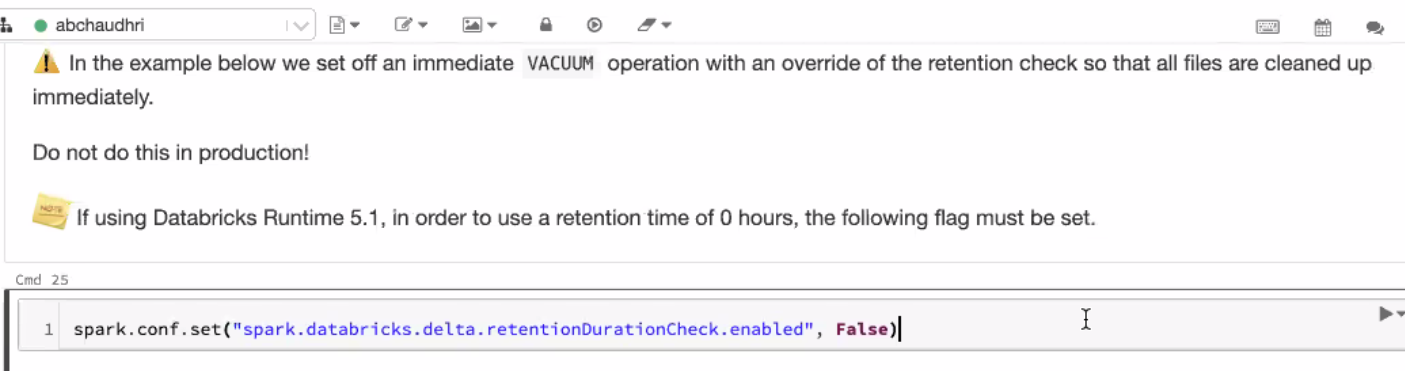 abchaudhri
In the example below we set off an immediate VACUUM operation with an override of the retention check so that all files are cleaned up
immediately.
Do not do this in production!
NOTE
If using Databricks Runtime 5.1, in order to use a retention time of 0 hours, the following flag must be set.
Cmd 25
1 spark.conf.set("spark.databricks.delta.retentionDurationCheck.enabled", False)